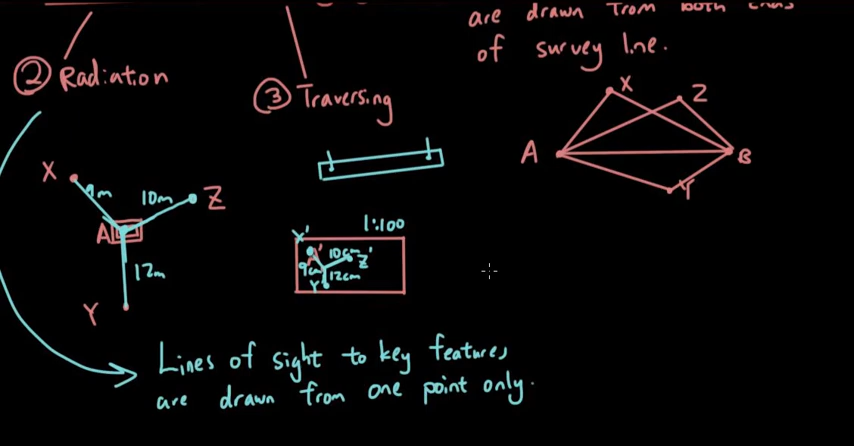 are drawn from both ends
of survey line.
② Radiation
③ Traversing
X
Z
A
B
Y
X
9m
10m
Z
A
12m
Y
1:100
X'
A'
10cm
Z'
9cm
12cm
Y'
Lines of sight to key features
are drawn from one point only.